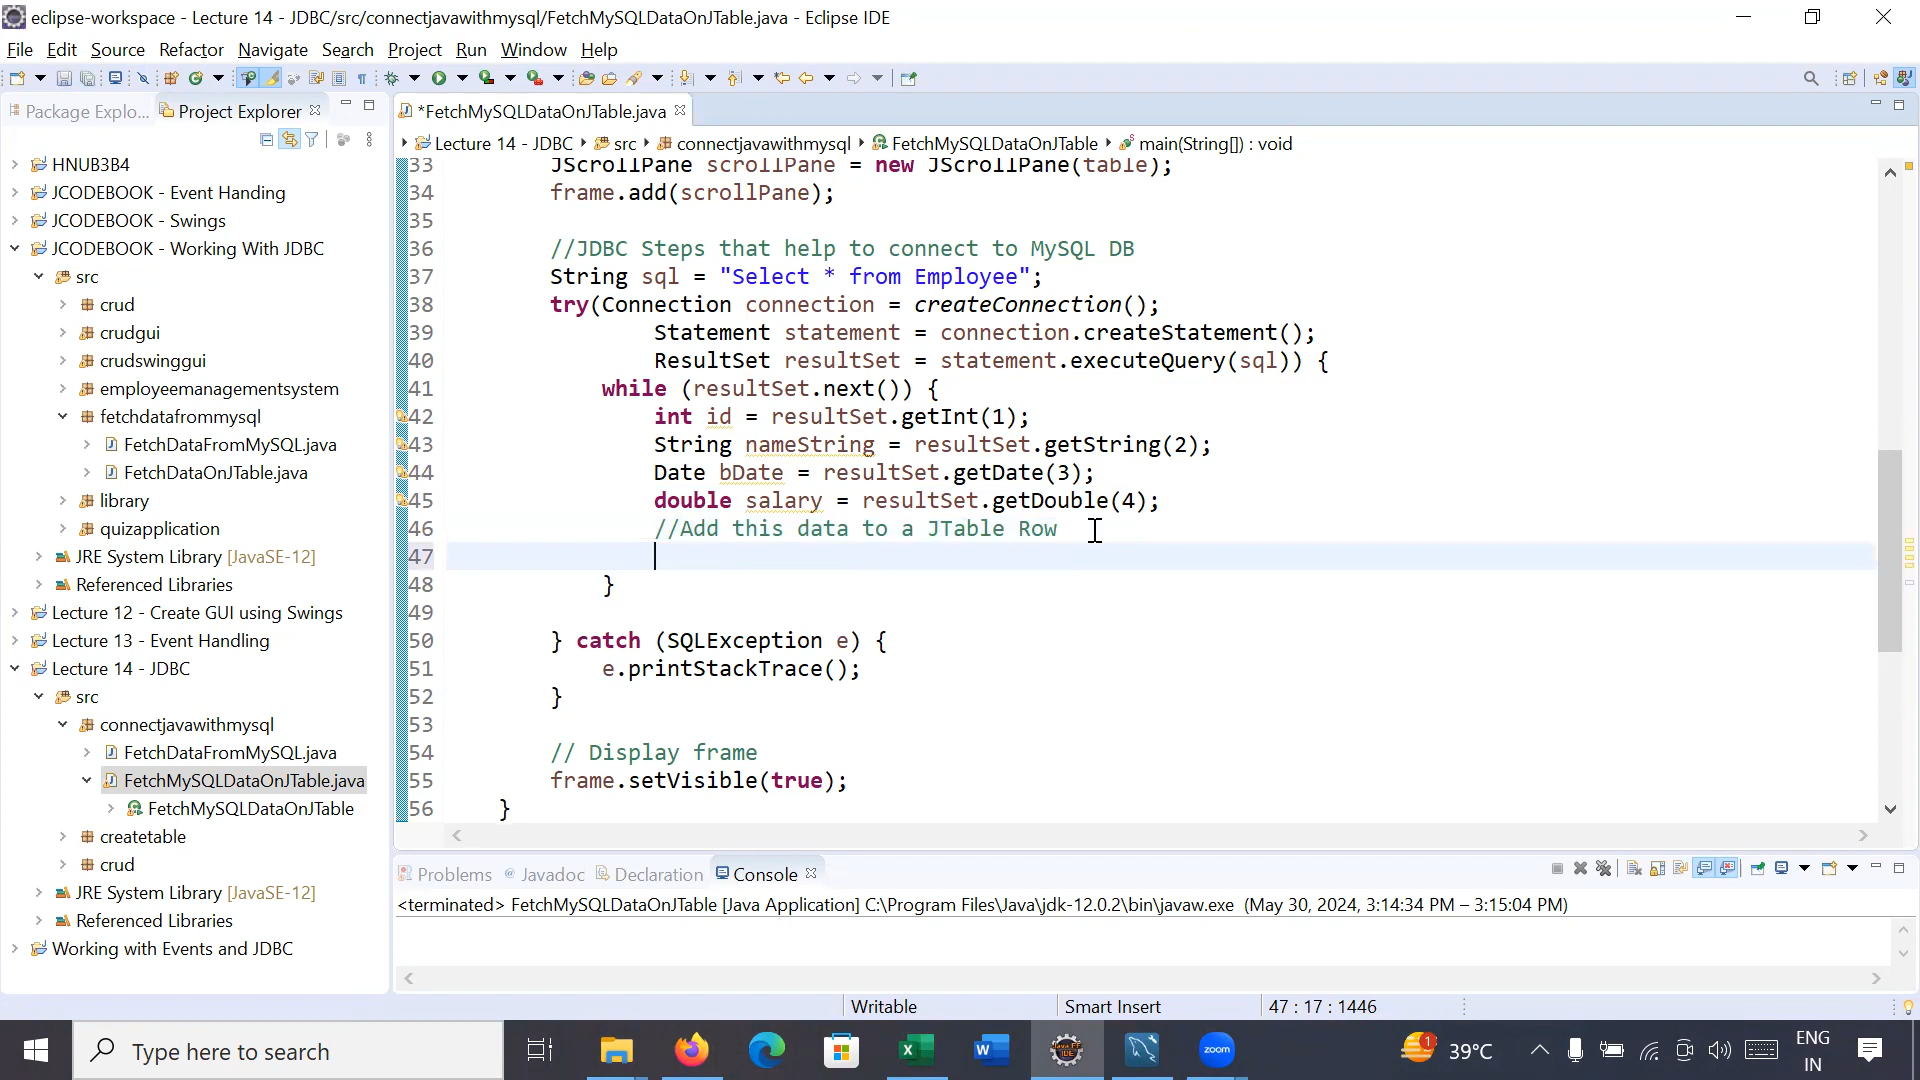 eclipse-workspace - Lecture 14 - JDBC/src/connectjavawithmysql/FetchMySQLDataOnJTable.java - Eclipse IDE
File Edit Source Refactor Navigate Search Project Run Window Help
Package Explo... Project Explorer
*FetchMySQLDataOnJTable.java
Lecture 14 - JDBC src connectjavawithmysql FetchMySQLDataOnJTable main(String[]) : void
HNUB3B4
JCODEBOOK - Event Handing
JCODEBOOK - Swings
JCODEBOOK - Working With JDBC
src
crud
crudgui
crudswinggui
employeemanagementsystem
fetchdatafrommysql
FetchDataFromMySQL.java
FetchDataOnJTable.java
library
quizapplication
JRE System Library [JavaSE-12]
Referenced Libraries
Lecture 12 - Create GUI using Swings
Lecture 13 - Event Handling
Lecture 14 - JDBC
src
connectjavawithmysql
FetchDataFromMySQL.java
FetchMySQLDataOnJTable.java
FetchMySQLDataOnJTable
createtable
crud
JRE System Library [JavaSE-12]
Referenced Libraries
Working with Events and JDBC
33 JScrollPane scrollPane = new JScrollPane(table);
34 frame.add(scrollPane);
35
36 //JDBC Steps that help to connect to MySQL DB
37 String sql = "Select * from Employee";
38 try(Connection connection = createConnection();
39 Statement statement = connection.createStatement();
40 ResultSet resultSet = statement.executeQuery(sql)) {
41 while (resultSet.next()) {
42 int id = resultSet.getInt(1);
43 String nameString = resultSet.getString(2);
44 Date bDate = resultSet.getDate(3);
45 double salary = resultSet.getDouble(4);
46 //Add this data to a JTable Row
47
48 }
49
50 } catch (SQLException e) {
51 e.printStackTrace();
52 }
53
54 // Display frame
55 frame.setVisible(true);
56 }
Problems Javadoc Declaration Console
<terminated> FetchMySQLDataOnJTable [Java Application] C:\Program Files\Java\jdk-12.0.2\bin\javaw.exe (May 30, 2024, 3:14:34 PM – 3:15:04 PM)
Writable Smart Insert 47 : 17 : 1446
Type here to search
Java EE
IDE
zoom
1
39°C
ENG
IN